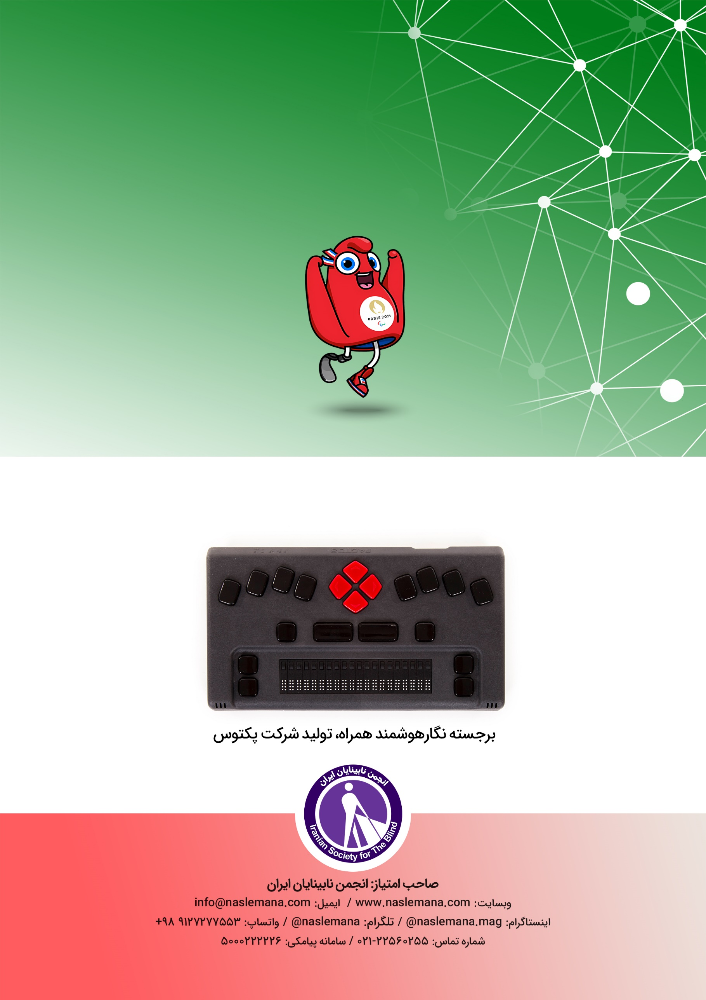 PARIS 2024
PACTOS
برجسته نگارهوشمند همراه، تولید شرکت پکتوس
انجمن نابینایان ایران
Iranian Society for The Blind
صاحب امتیاز: انجمن نابینایان ایران
وبسایت: www.naslemana.com / ایمیل: info@naslemana.com
اینستاگرام: @naslemana.mag / تلگرام: @naslemana / واتساپ: ۹۱۲۷۲۷۷۵۵۳ ۹۸+
شماره تماس: ۰۲۱-۲۲۵۶۰۲۵۵ / سامانه پیامکی: ۵۰۰۰۲۲۲۲۲۶